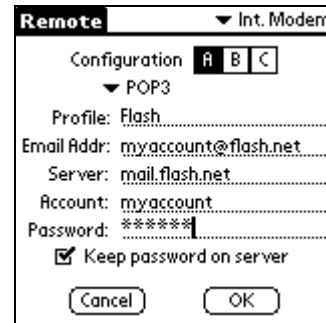 Remote Int. Modem
Configuration A B C
POP3
Profile: Flash
Email Addr: myaccount@flash.net
Server: mail.flash.net
Account: myaccount
Password: ******
Keep password on server
Cancel OK